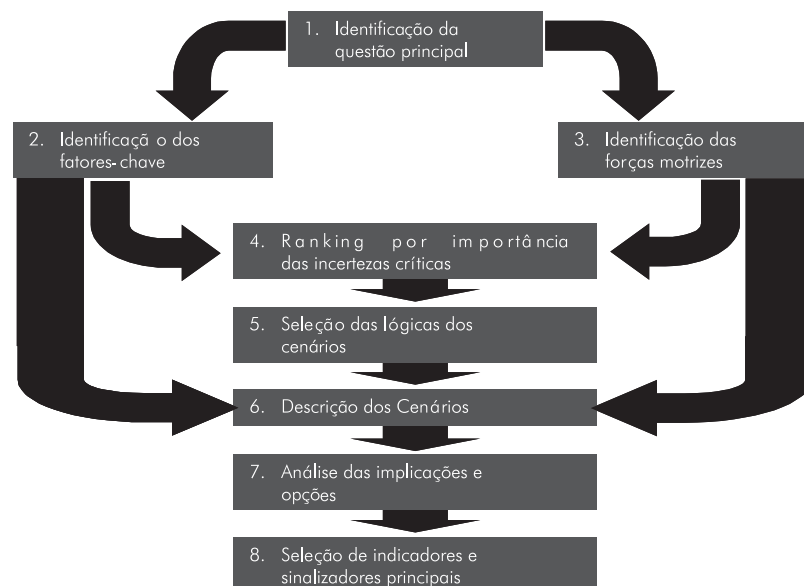 1. Identificação da
questão principal
2. Identificaçã o dos
fatores-chave
3. Identificação das
forças motrizes
4. Ranking por importância
das incertezas críticas
5. Seleção das lógicas dos
cenários
6. Descrição dos Cenários
7. Análise das implicações e
opções
8. Seleção de indicadores e
sinalizadores principais